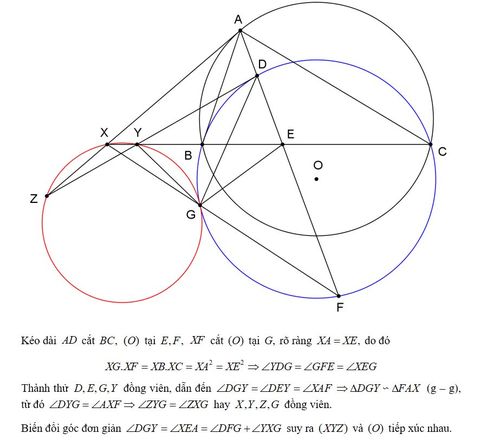 A
D
X
Y
B
E
C
O
Z
G
F
Kéo dài AD cắt BC, (O) tại E, F, XF cắt (O) tại G, rõ ràng XA = XE, do đó
XG.XF = XB.XC = XA² = XE² ⇒ ∠YDG = ∠GFE = ∠XEG
Thành thử D, E, G, Y đồng viên, dẫn đến ∠DGY = ∠DEY = ∠XAF ⇒ ΔDGY ∽ ΔFAX (g – g),
từ đó ∠DYG = ∠AXF ⇒ ∠ZYG = ∠ZXG hay X, Y, Z, G đồng viên.
Biến đổi góc đơn giản ∠DGY = ∠XEA = ∠DFG + ∠YXG suy ra (XYZ) và (O) tiếp xúc nhau.